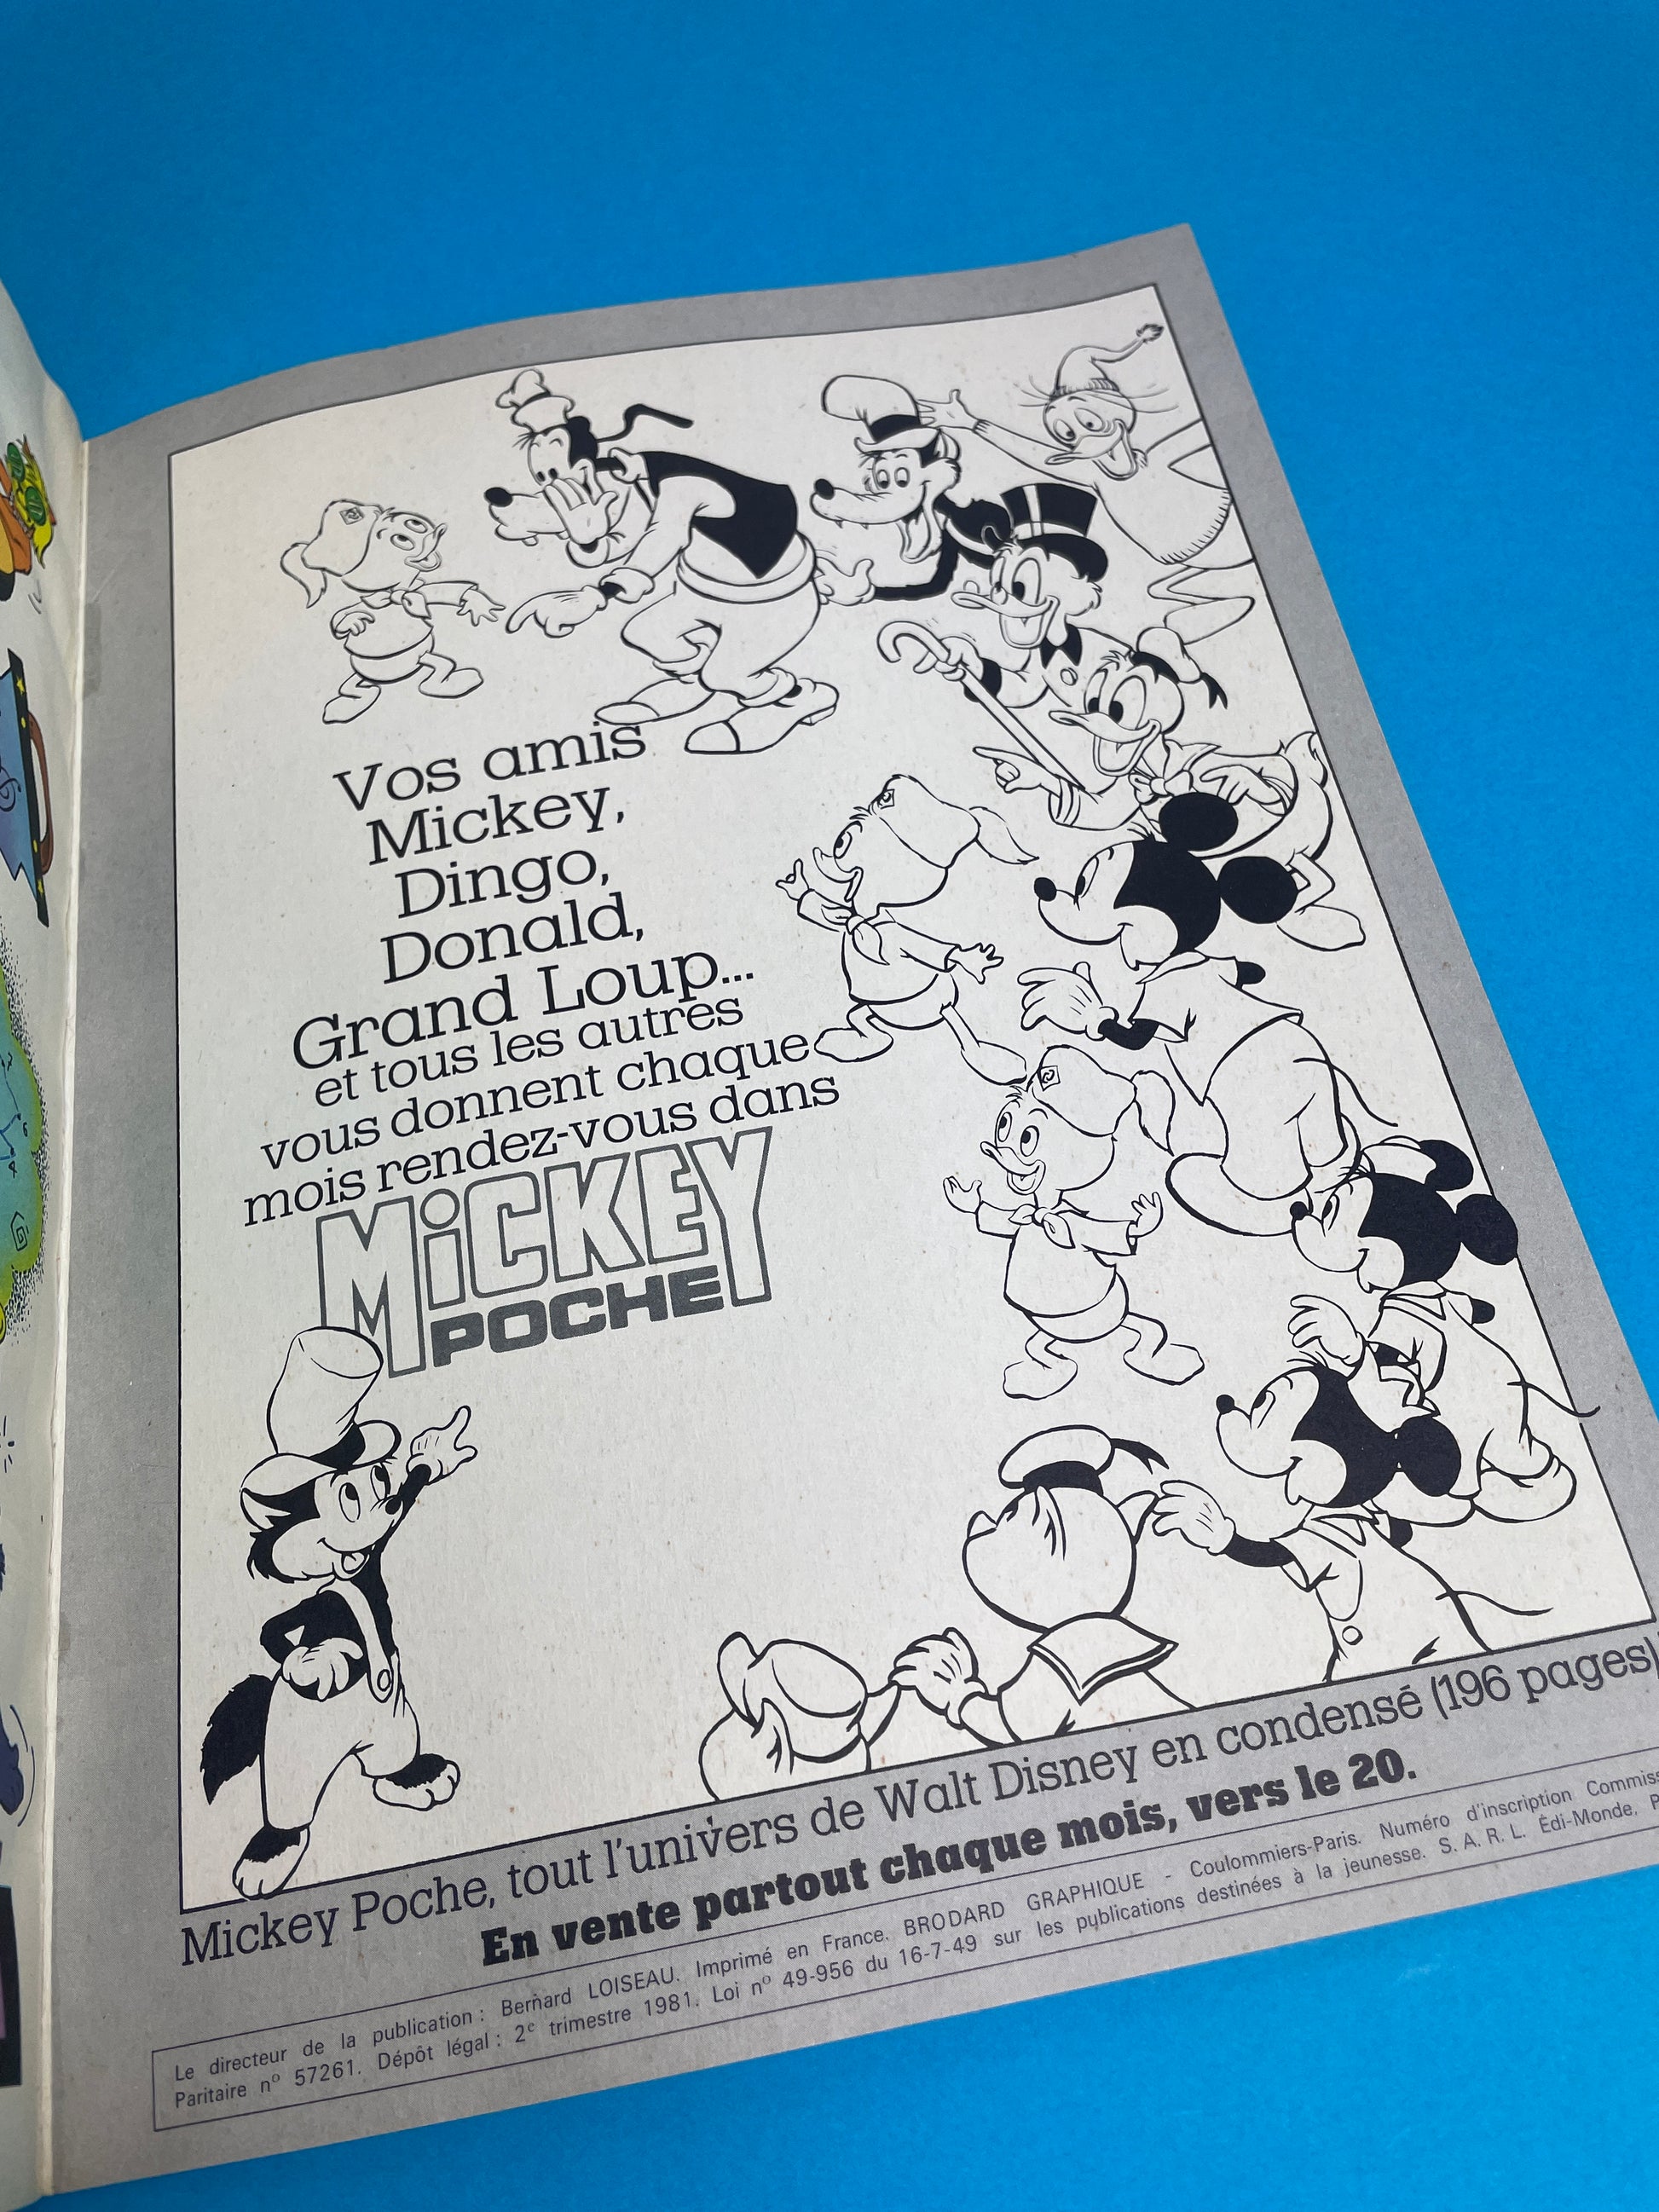 Vos amis
Mickey,
Dingo,
Donald,
Grand Loup...
et tous les autres
vous donnent chaque
mois rendez-vous dans
MiCKEY
POCHE
Mickey Poche, tout l'univers de Walt Disney en condensé (196 pages)
En vente partout chaque mois, vers le 20.
Le directeur de la publication : Bernard LOISEAU. Imprimé en France. BRODARD GRAPHIQUE - Coulommiers-Paris. Numéro d'inscription
Paritaire nº 57261. Dépôt légal : 2e trimestre 1981. Loi nº 49-956 du 16-7-49 sur les publications destinées à la jeunesse. S. A. R. L. Édi-Monde,